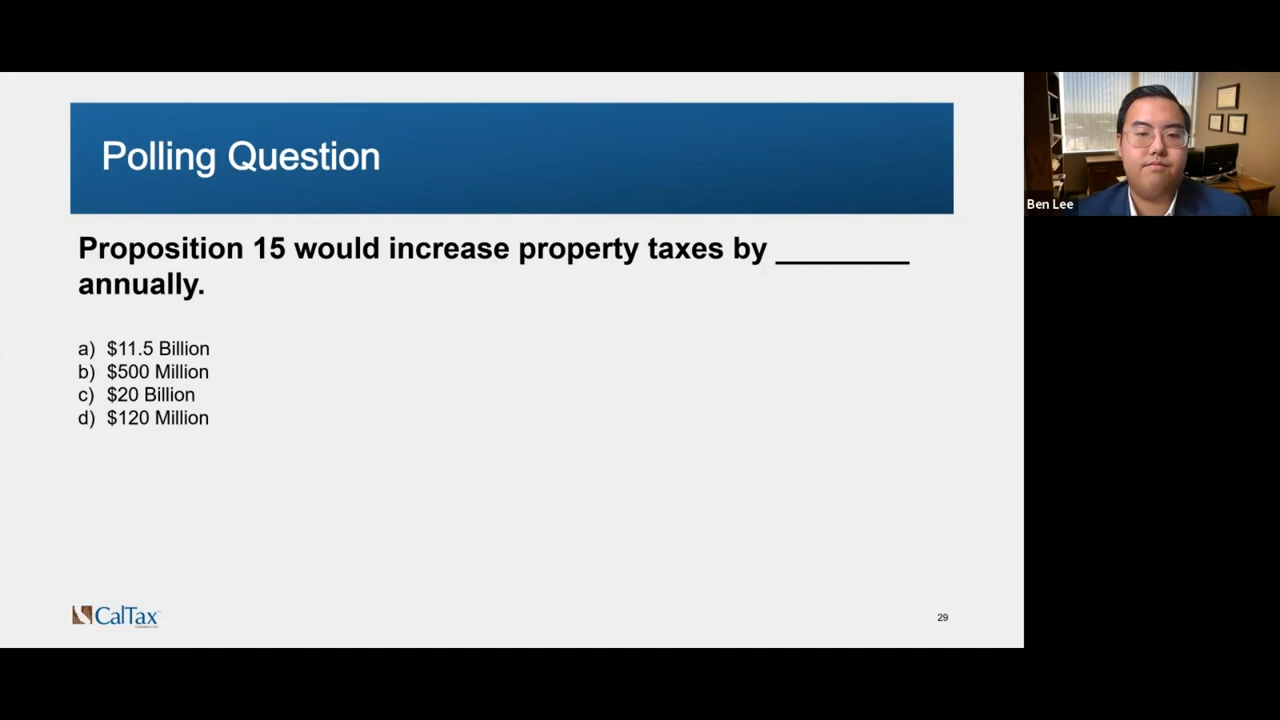 Polling Question
Proposition 15 would increase property taxes by ________
annually.
a) $11.5 Billion
b) $500 Million
c) $20 Billion
d) $120 Million
CalTax
29
Ben Lee